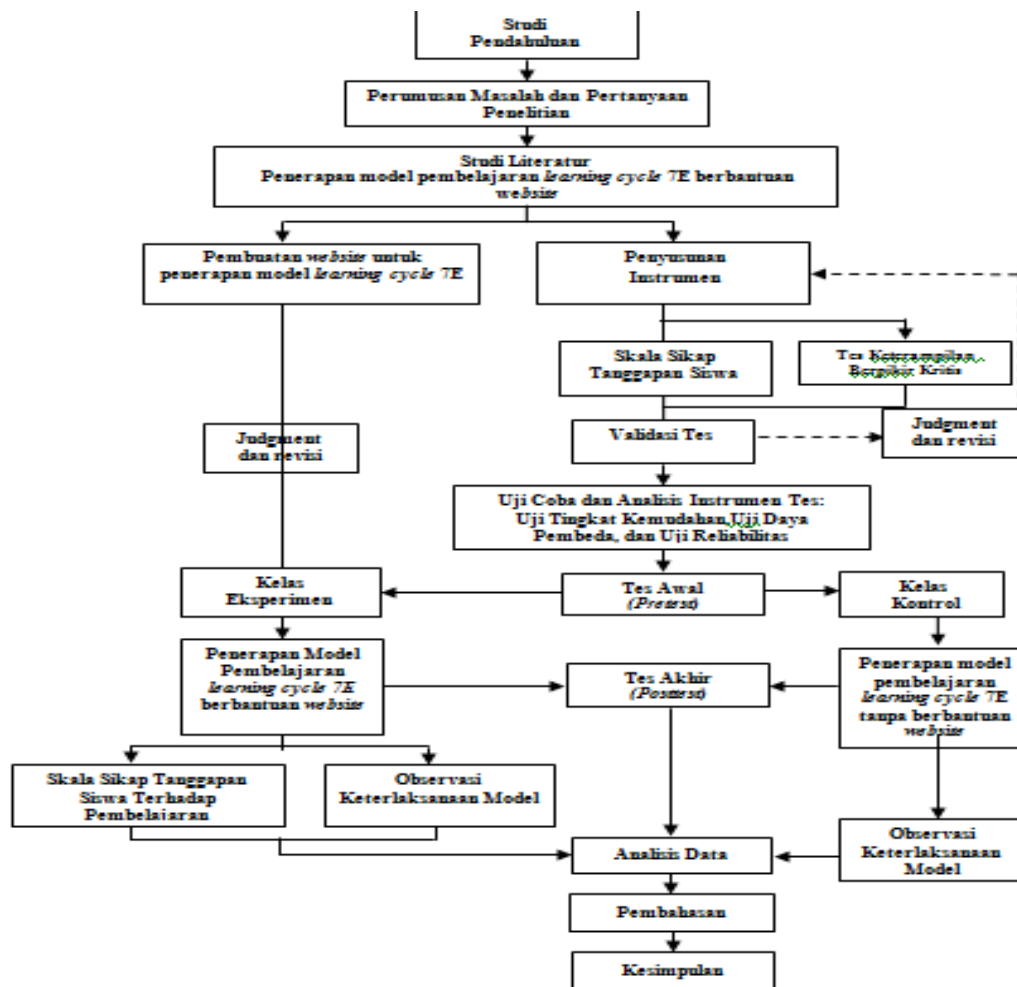 Studi
Pendahuluan
Perumusan Masalah dan Pertanyaan
Penelitian
Studi Literatur
Penerapan model pembelajaran learning cycle 7E berbantuan
website
Pembuatan website untuk
penerapan model learning cycle 7E
Penyusunan
Instrumen
Skala Sikap
Tanggapan Siswa
Tes Keterampilan
Berpikir Kritis
Judgment
dan revisi
Validasi Tes
Judgment
dan revisi
Uji Coba dan Analisis Instrumen Tes:
Uji Tingkat Kemudahan,Uji Daya
Pembeda, dan Uji Reliabilitas
Kelas
Eksperimen
Tes Awal
(Pretest)
Kelas
Kontrol
Penerapan Model
Pembelajaran
learning cycle 7E
berbantuan website
Tes Akhir
(Posttest)
Penerapan model
pembelajaran
learning cycle 7E
tanpa berbantuan
website
Skala Sikap Tanggapan
Siswa Terhadap
Pembelajaran
Observasi
Keterlaksanaan Model
Analisis Data
Observasi
Keterlaksanaan
Model
Pembahasan
Kesimpulan